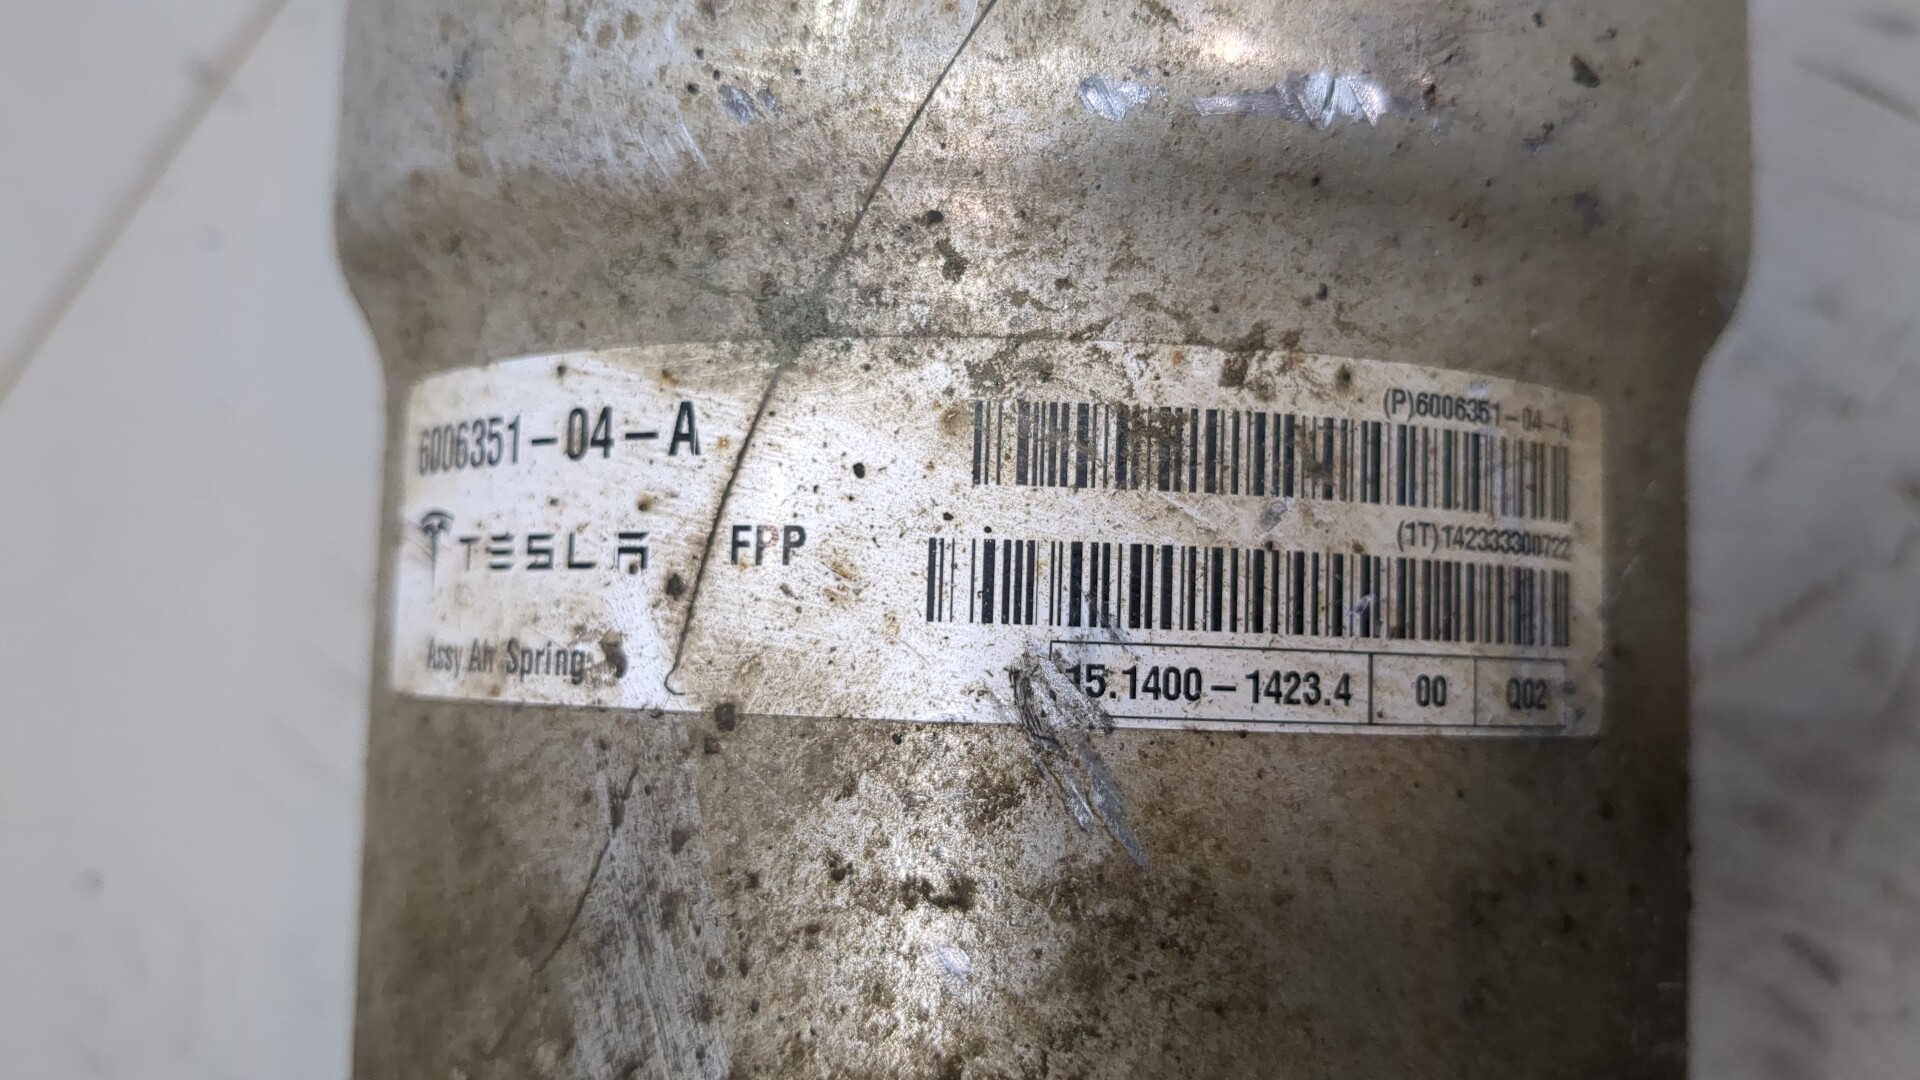 6006351-04-A
(P)6006351-04-A
TESLA FPP
(1T)T42333300722
Assy Air Spring
15.1400-1423.4 00 Q02